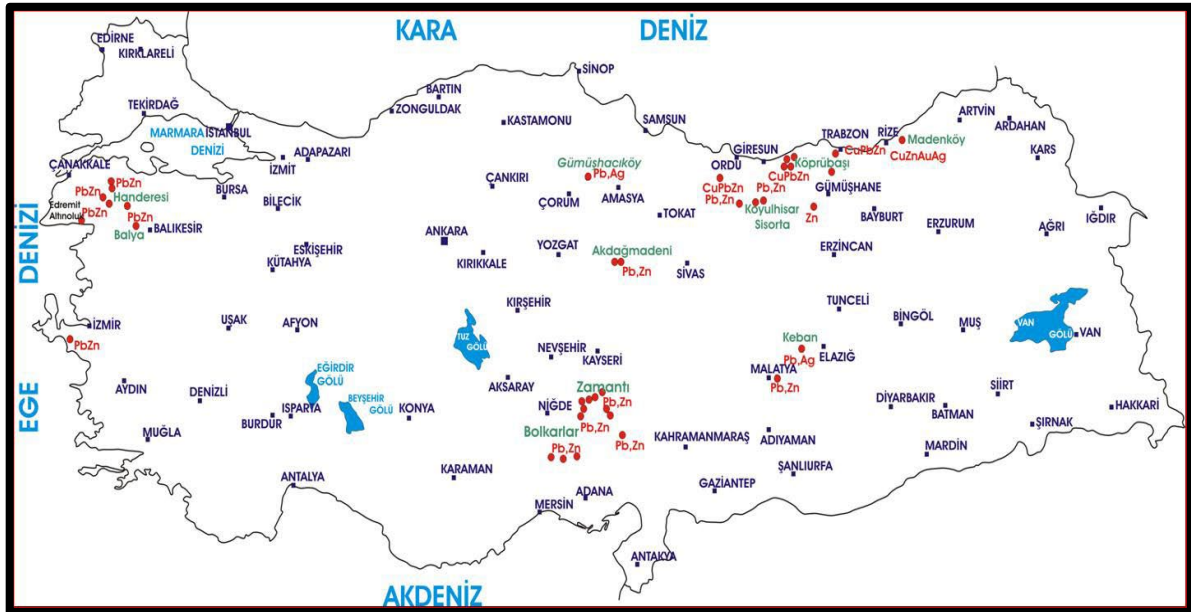 KARA DENİZ
EDİRNE
KIRKLARELİ
SİNOP
BARTIN
ZONGULDAK
KASTAMONU
TEKİRDAĞ
MARMARA
DENİZİ
İSTANBUL
SAMSUN
ARTVİN
ARDAHAN
TRABZON
RİZE
Madenköy
CuPbZn
CuZnAuAg
KARS
ÇANAKKALE
İZMİT
ADAPAZARI
GİRESUN
ORDU
Köprübaşı
CuPbZn
Gümüşhacıköy
Pb,Ag
PbZn
PbZn
Handeresi
BURSA
BİLECİK
ÇANKIRI
ÇORUM
AMASYA
CuPbZn
Pb,Zn
Pb,Zn
GÜMÜŞHANE
Edremit
Altınoluk
PbZn
PbZn
Balya
BALIKESİR
TOKAT
Koyulhisar
Sisorta
Zn
BAYBURT
ERZURUM
IĞDIR
AĞRI
EGE DENİZİ
ESKİŞEHİR
KÜTAHYA
ANKARA
KIRIKKALE
YOZGAT
Akdağmadeni
Pb,Zn
SİVAS
ERZİNCAN
İZMİR
PbZn
UŞAK
AFYON
TUZ
GÖLÜ
KIRŞEHİR
TUNCELİ
BİNGÖL
MUŞ
VAN
GÖLÜ
VAN
NEVŞEHİR
KAYSERİ
Keban
Pb,Ag
ELAZIĞ
MALATYA
Pb,Zn
AYDIN
DENİZLİ
EĞİRDİR
GÖLÜ
BEYŞEHİR
GÖLÜ
ISPARTA
BURDUR
KONYA
AKSARAY
NİĞDE
Zamantı
Pb,Zn
Pb,Zn
Bolkarlar
Pb,Zn
Pb,Zn
DİYARBAKIR
BATMAN
SİİRT
ŞIRNAK
HAKKARİ
MUĞLA
KAHRAMANMARAŞ
ADIYAMAN
MARDİN
ANTALYA
KARAMAN
ŞANLIURFA
GAZİANTEP
MERSİN
ADANA
ANTAKYA
AKDENİZ